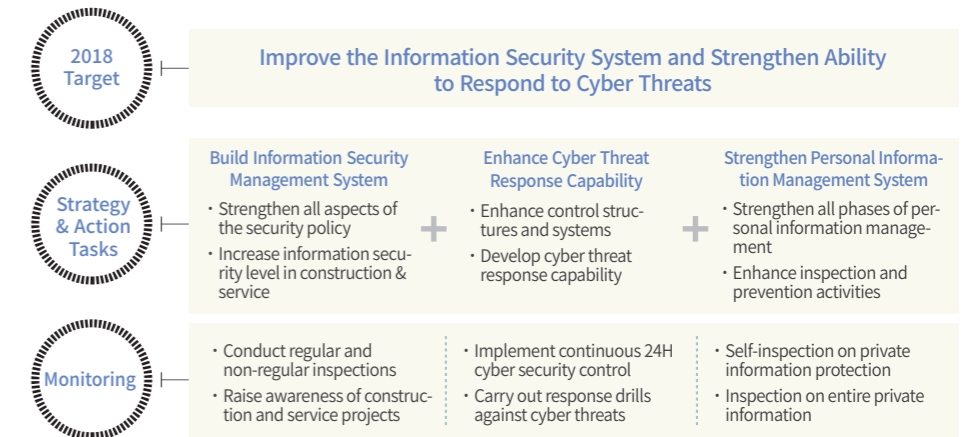 2018
Target
Improve the Information Security System and Strengthen Ability
to Respond to Cyber Threats
Strategy
& Action
Tasks
Build Information Security
Management System
· Strengthen all aspects of
the security policy
· Increase information secu-
rity level in construction &
service
+
Enhance Cyber Threat
Response Capability
· Enhance control struc-
tures and systems
· Develop cyber threat
response capability
+
Strengthen Personal Informa-
tion Management System
· Strengthen all phases of per-
sonal information manage-
ment
· Enhance inspection and
prevention activities
Monitoring
· Conduct regular and
non-regular inspections
· Raise awareness of construc-
tion and service projects
· Implement continuous 24H
cyber security control
· Carry out response drills
against cyber threats
· Self-inspection on private
information protection
· Inspection on entire private
information